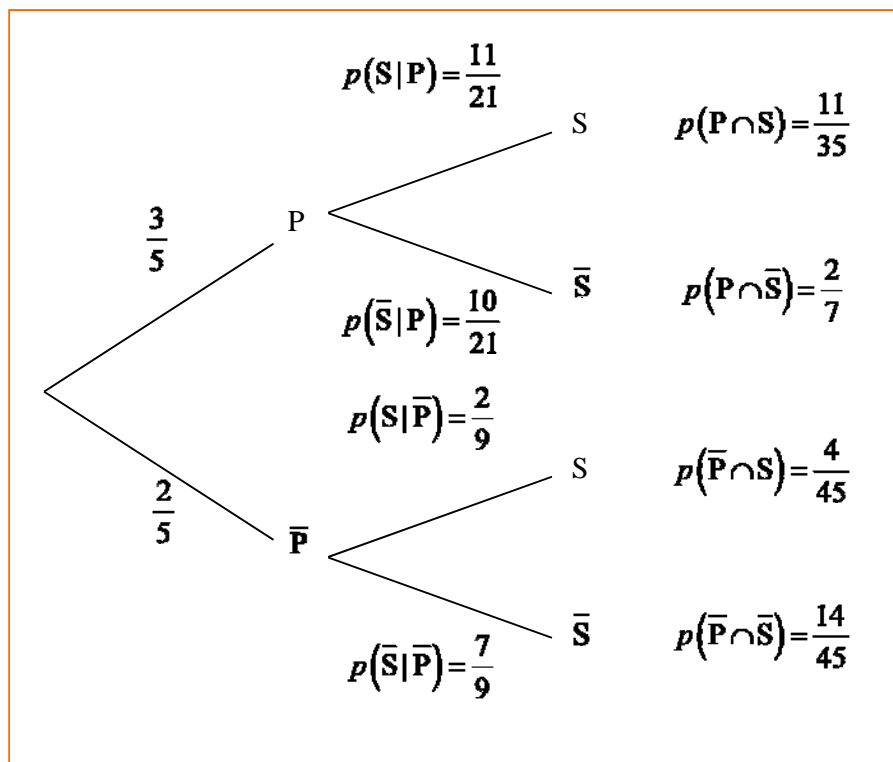 p(S|P)=11/21
S p(P∩S)=11/35
3/5
P
S̅ p(P∩S̅)=2/7
p(S̅|P)=10/21
p(S|P̅)=2/9
S p(P̅∩S)=4/45
2/5
P̅
S̅ p(P̅∩S̅)=14/45
p(S̅|P̅)=7/9